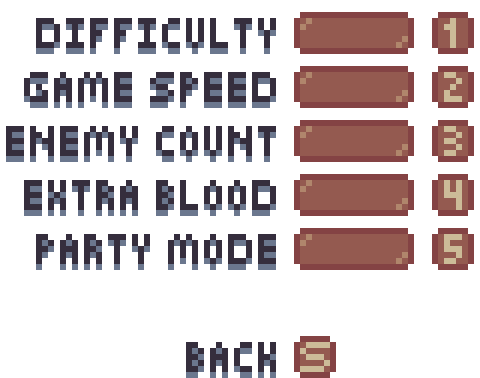 DIFFICULTY 1
GAME SPEED 2
ENEMY COUNT 3
EXTRA BLOOD 4
PARTY MODE 5
BACK S